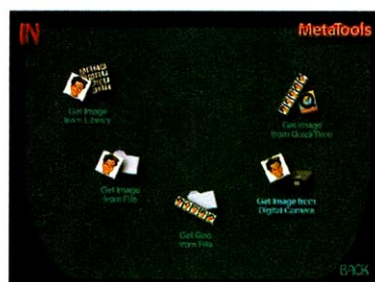 IN
MetaTools
Get Image
from Library
Get Image
from QuickTime
Get Image
from File
Get Image from
Digital Camera
Get Goo
from File
BACK